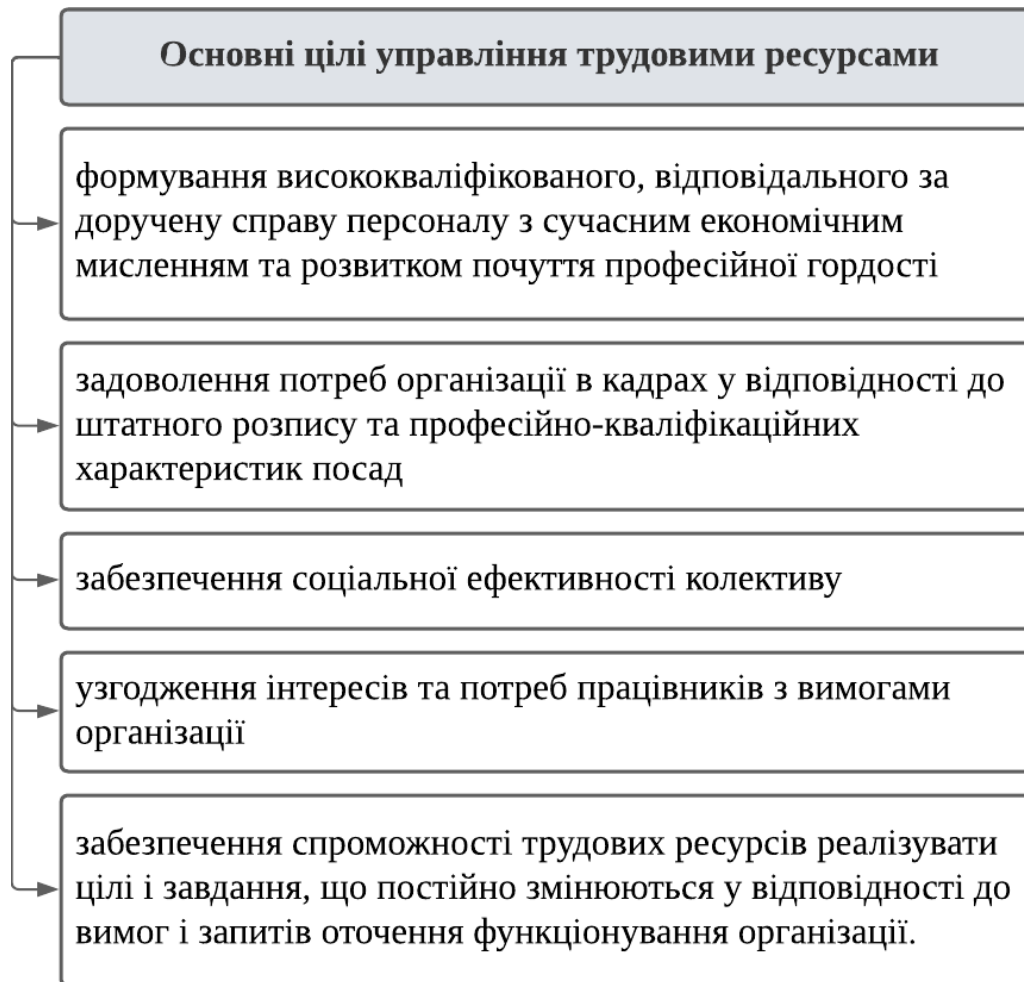 Основні цілі управління трудовими ресурсами
формування висококваліфікованого, відповідального за
доручену справу персоналу з сучасним економічним
мисленням та розвитком почуття професійної гордості
задоволення потреб організації в кадрах у відповідності до
штатного розпису та професійно-кваліфікаційних
характеристик посад
забезпечення соціальної ефективності колективу
узгодження інтересів та потреб працівників з вимогами
організації
забезпечення спроможності трудових ресурсів реалізувати
цілі і завдання, що постійно змінюються у відповідності до
вимог і запитів оточення функціонування організації.